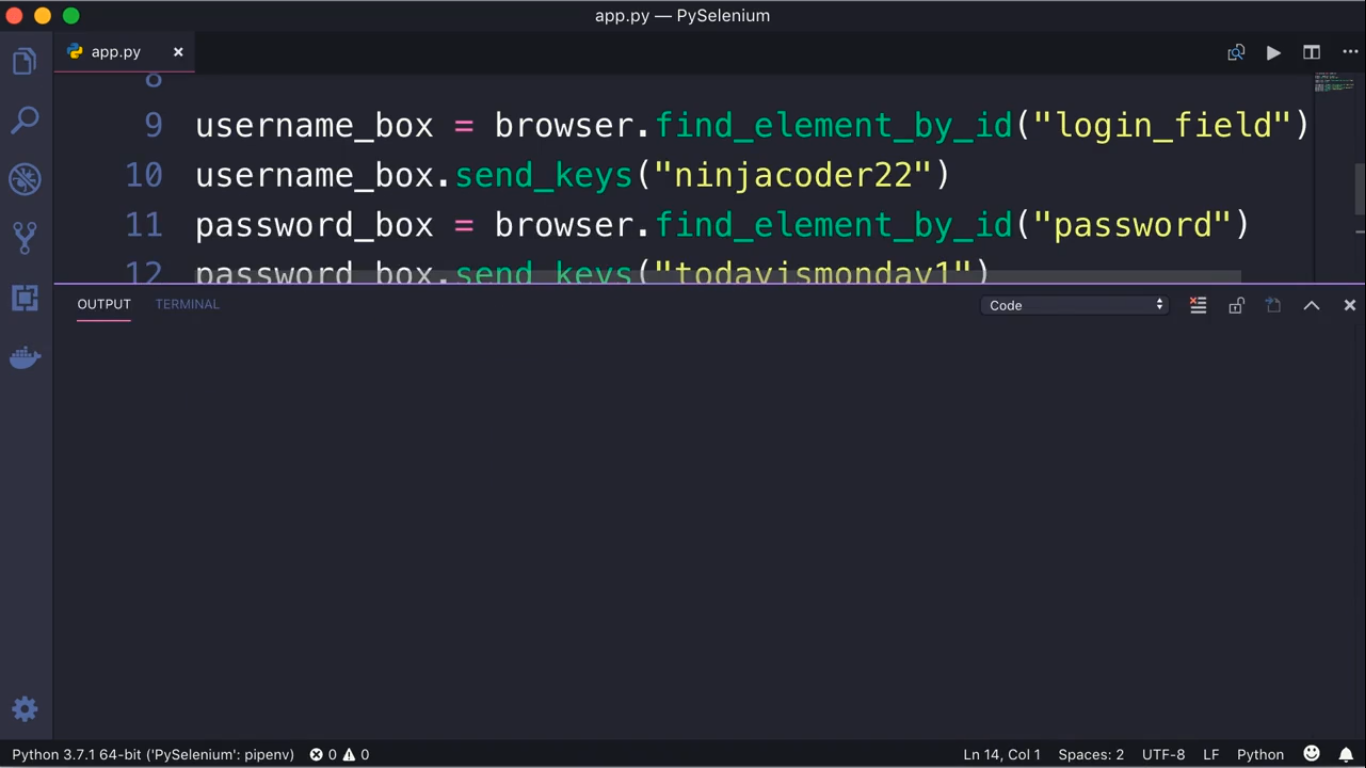 app.py — PySelenium
app.py
8
9 username_box = browser.find_element_by_id("login_field")
10 username_box.send_keys("ninjacoder22")
11 password_box = browser.find_element_by_id("password")
12 password_box.send_keys("todayismonday1")
OUTPUT TERMINAL Code
Python 3.7.1 64-bit ('PySelenium': pipenv) 0 0 Ln 14, Col 1 Spaces: 2 UTF-8 LF Python